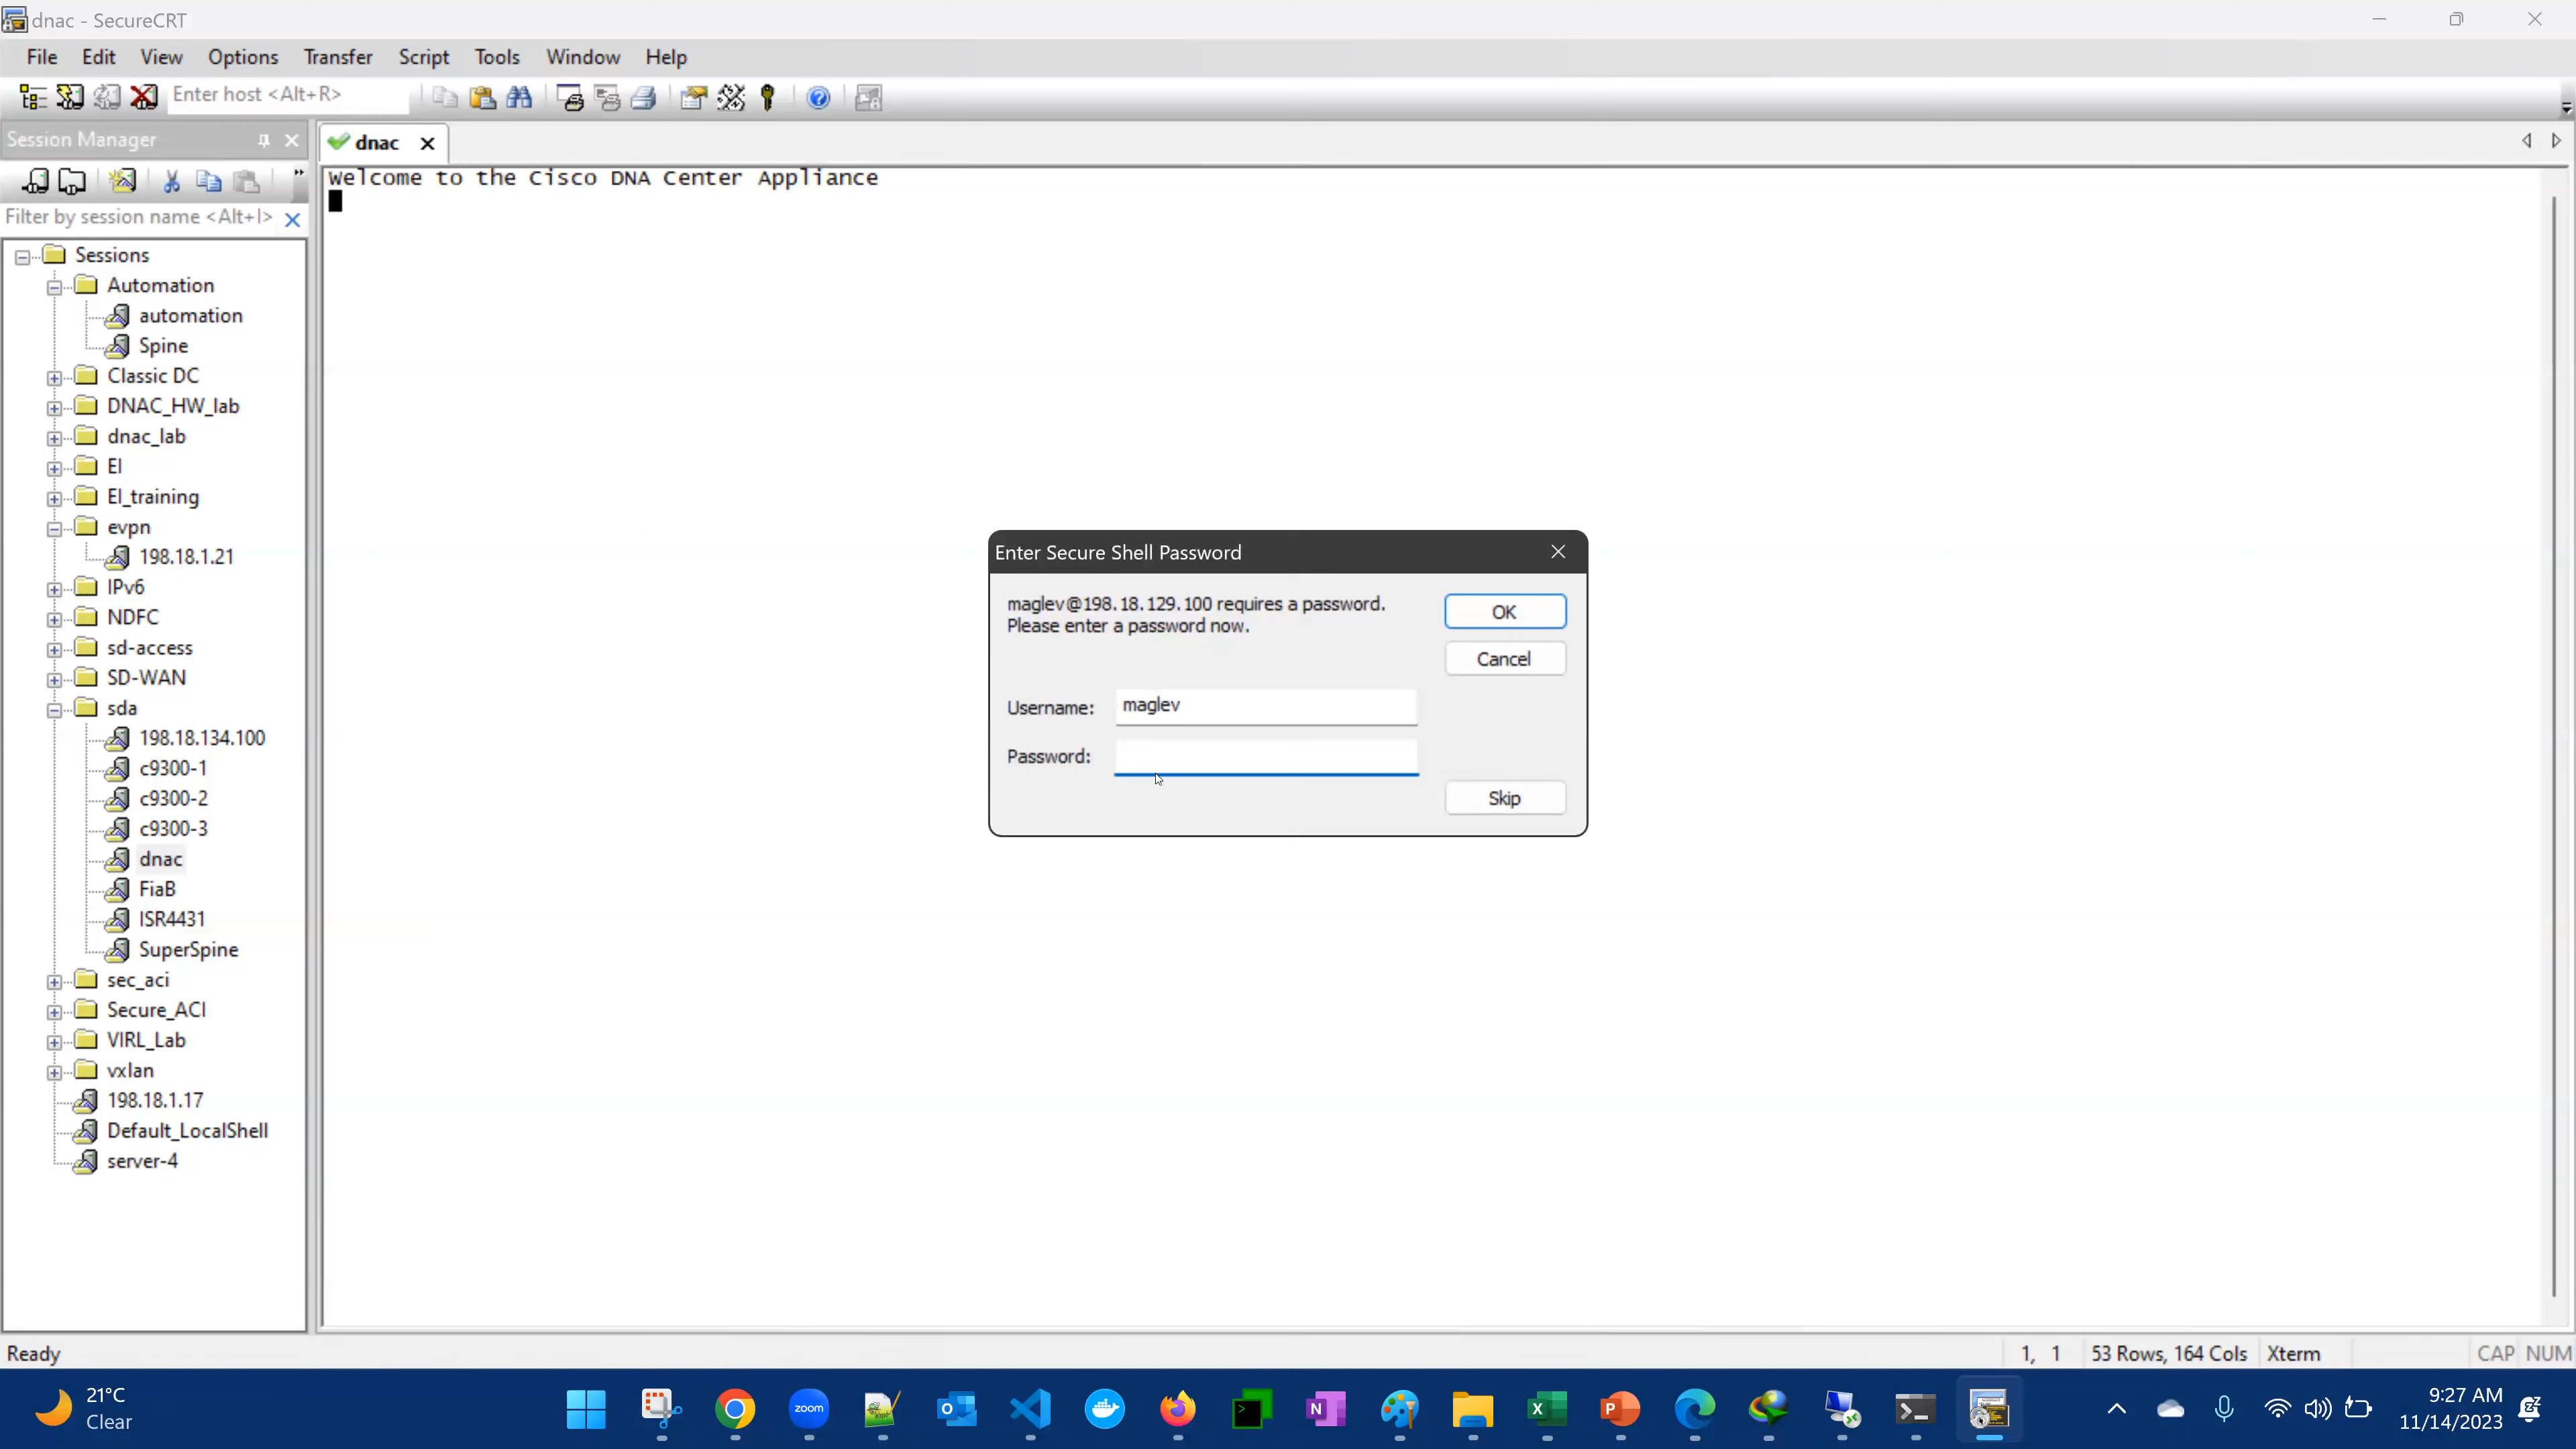 dnac - SecureCRT
File Edit View Options Transfer Script Tools Window Help
Enter host <Alt+R>
Session Manager
dnac
Filter by session name <Alt+I>
Welcome to the Cisco DNA Center Appliance
Sessions
Automation
automation
Spine
Classic DC
DNAC_HW_lab
dnac_lab
EI
EI_training
evpn
198.18.1.21
IPv6
NDFC
sd-access
SD-WAN
sda
198.18.134.100
c9300-1
c9300-2
c9300-3
dnac
FiaB
ISR4431
SuperSpine
sec_aci
Secure_ACI
VIRL_Lab
vxlan
198.18.1.17
Default_LocalShell
server-4
Enter Secure Shell Password
maglev@198.18.129.100 requires a password.
Please enter a password now.
OK
Cancel
Username: maglev
Password:
Skip
Ready
1, 1 53 Rows, 164 Cols Xterm CAP NUM
21°C
Clear
zoom
9:27 AM
11/14/2023